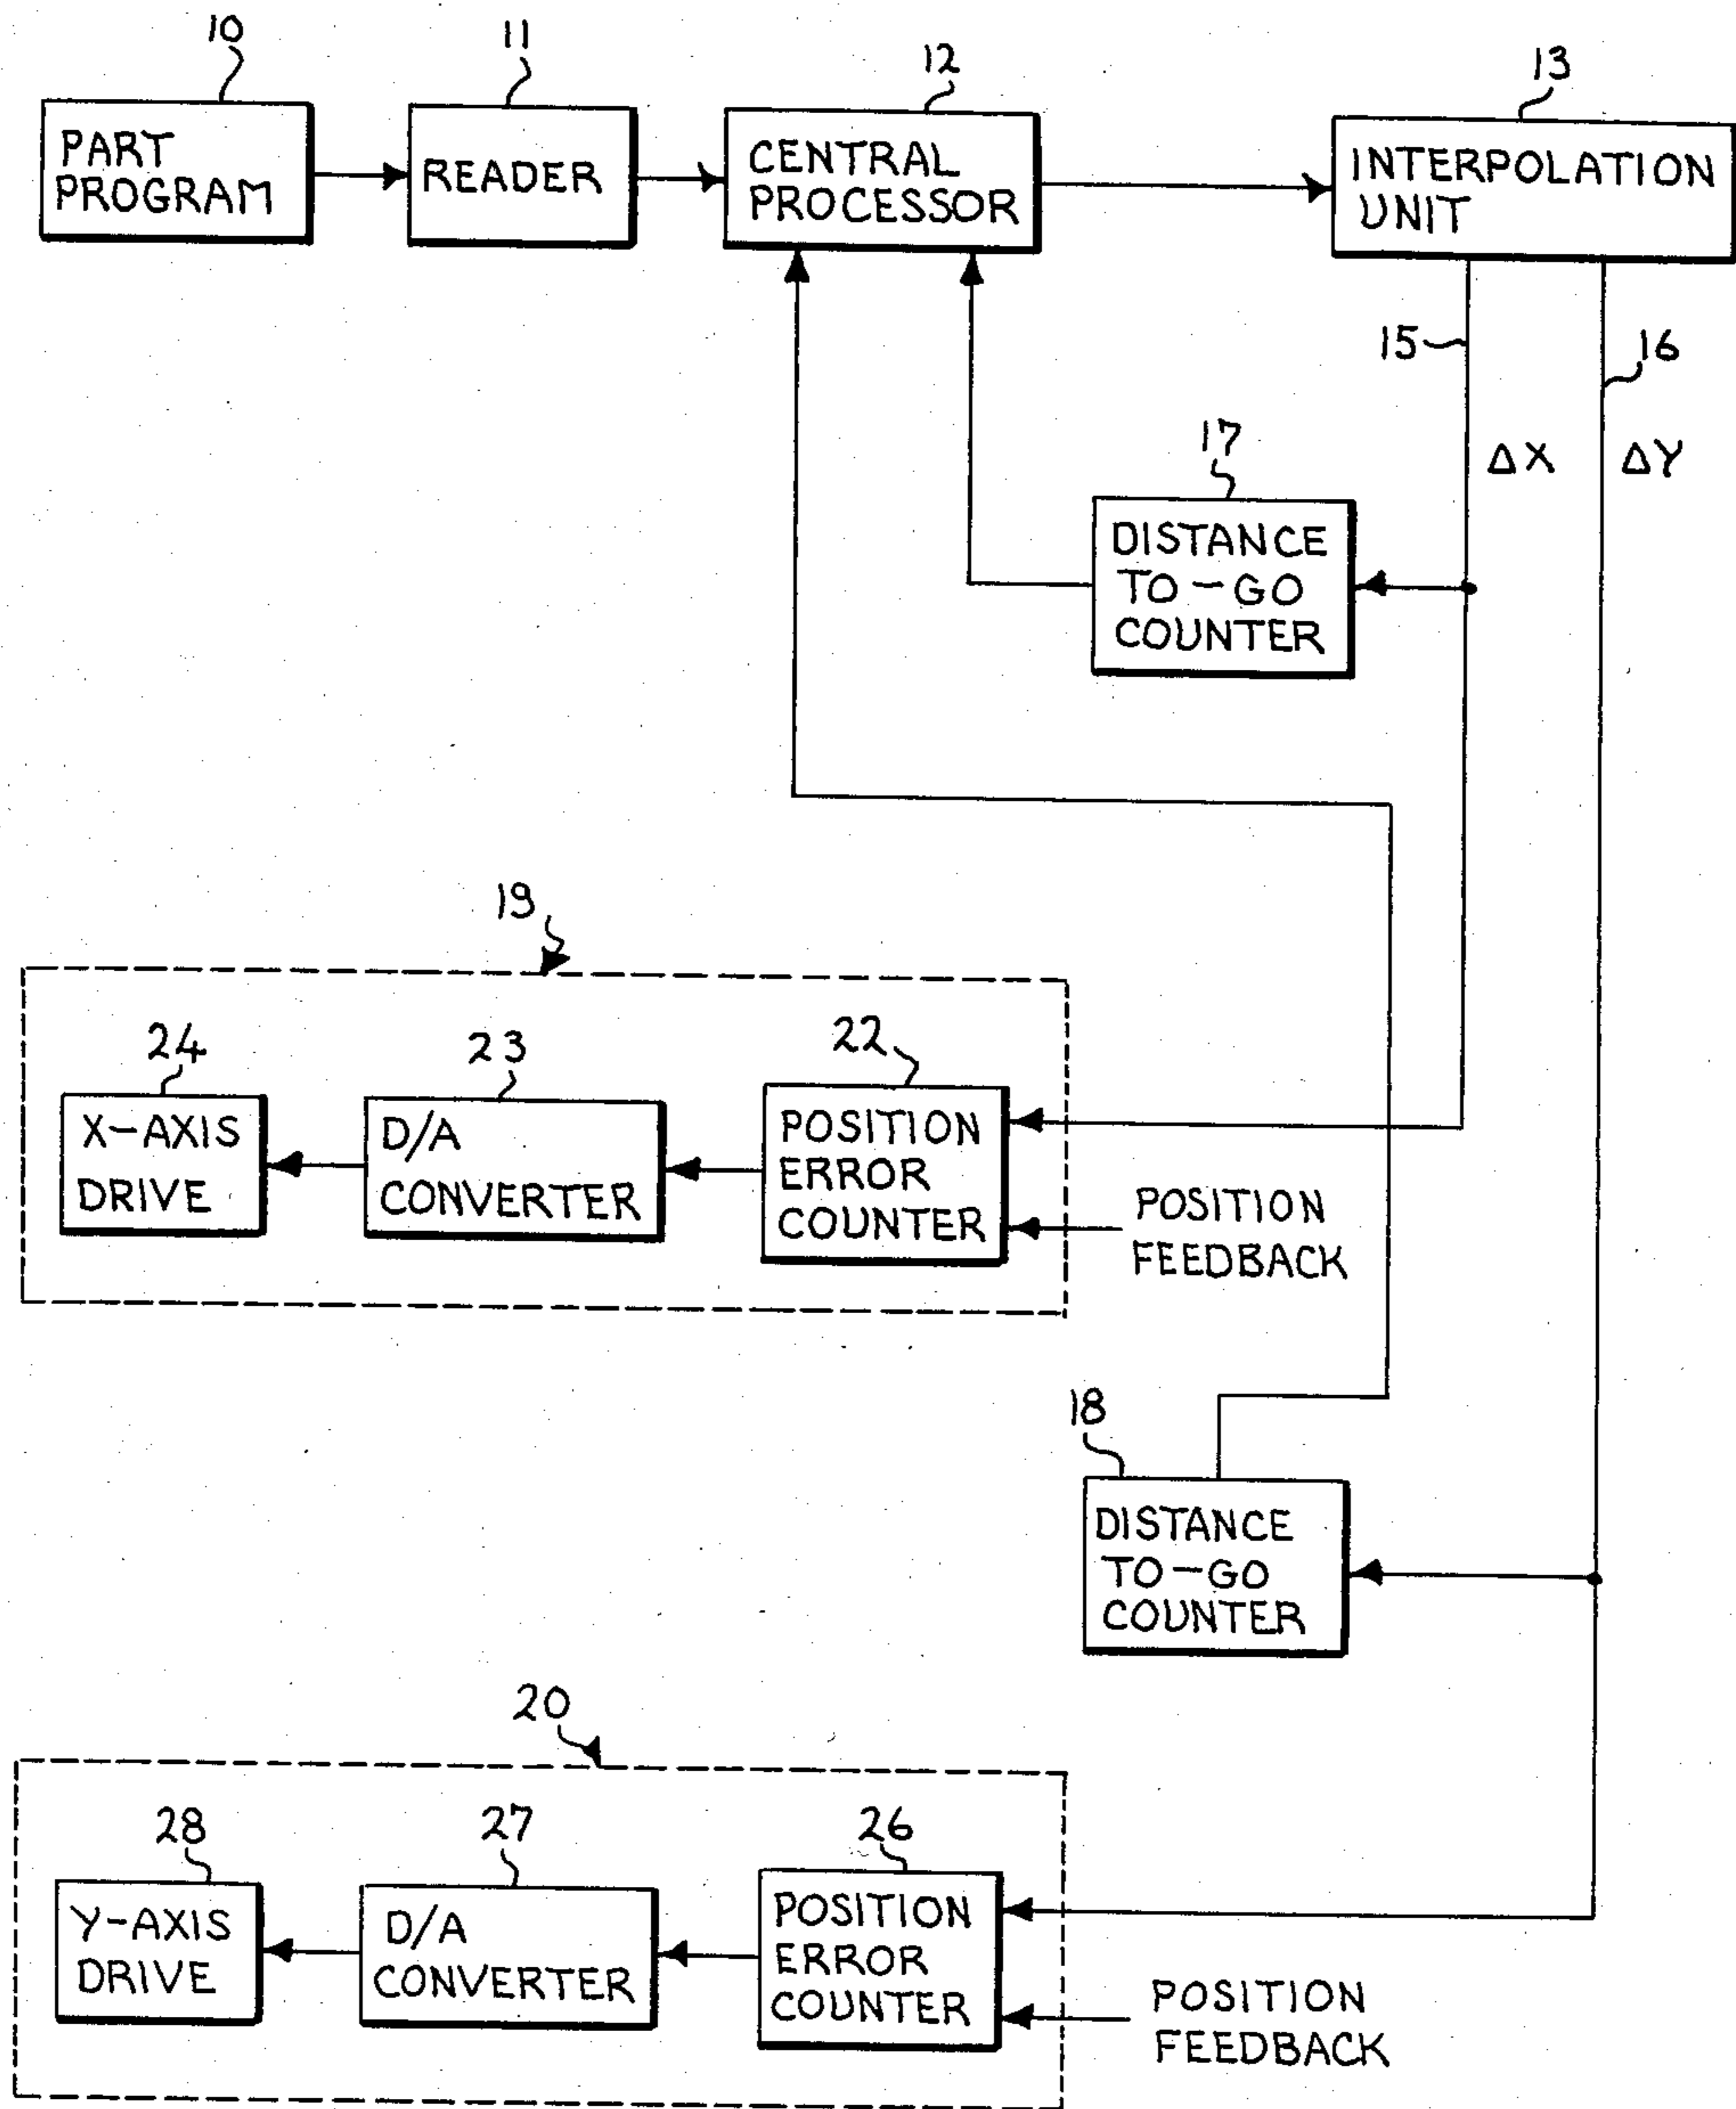 10
11
12
13
PART
PROGRAM
READER
CENTRAL
PROCESSOR
INTERPOLATION
UNIT
15
16
17
ΔX
ΔY
DISTANCE
TO-GO
COUNTER
19
24
23
22
X-AXIS
DRIVE
D/A
CONVERTER
POSITION
ERROR
COUNTER
POSITION
FEEDBACK
18
DISTANCE
TO-GO
COUNTER
20
28
27
26
Y-AXIS
DRIVE
D/A
CONVERTER
POSITION
ERROR
COUNTER
POSITION
FEEDBACK